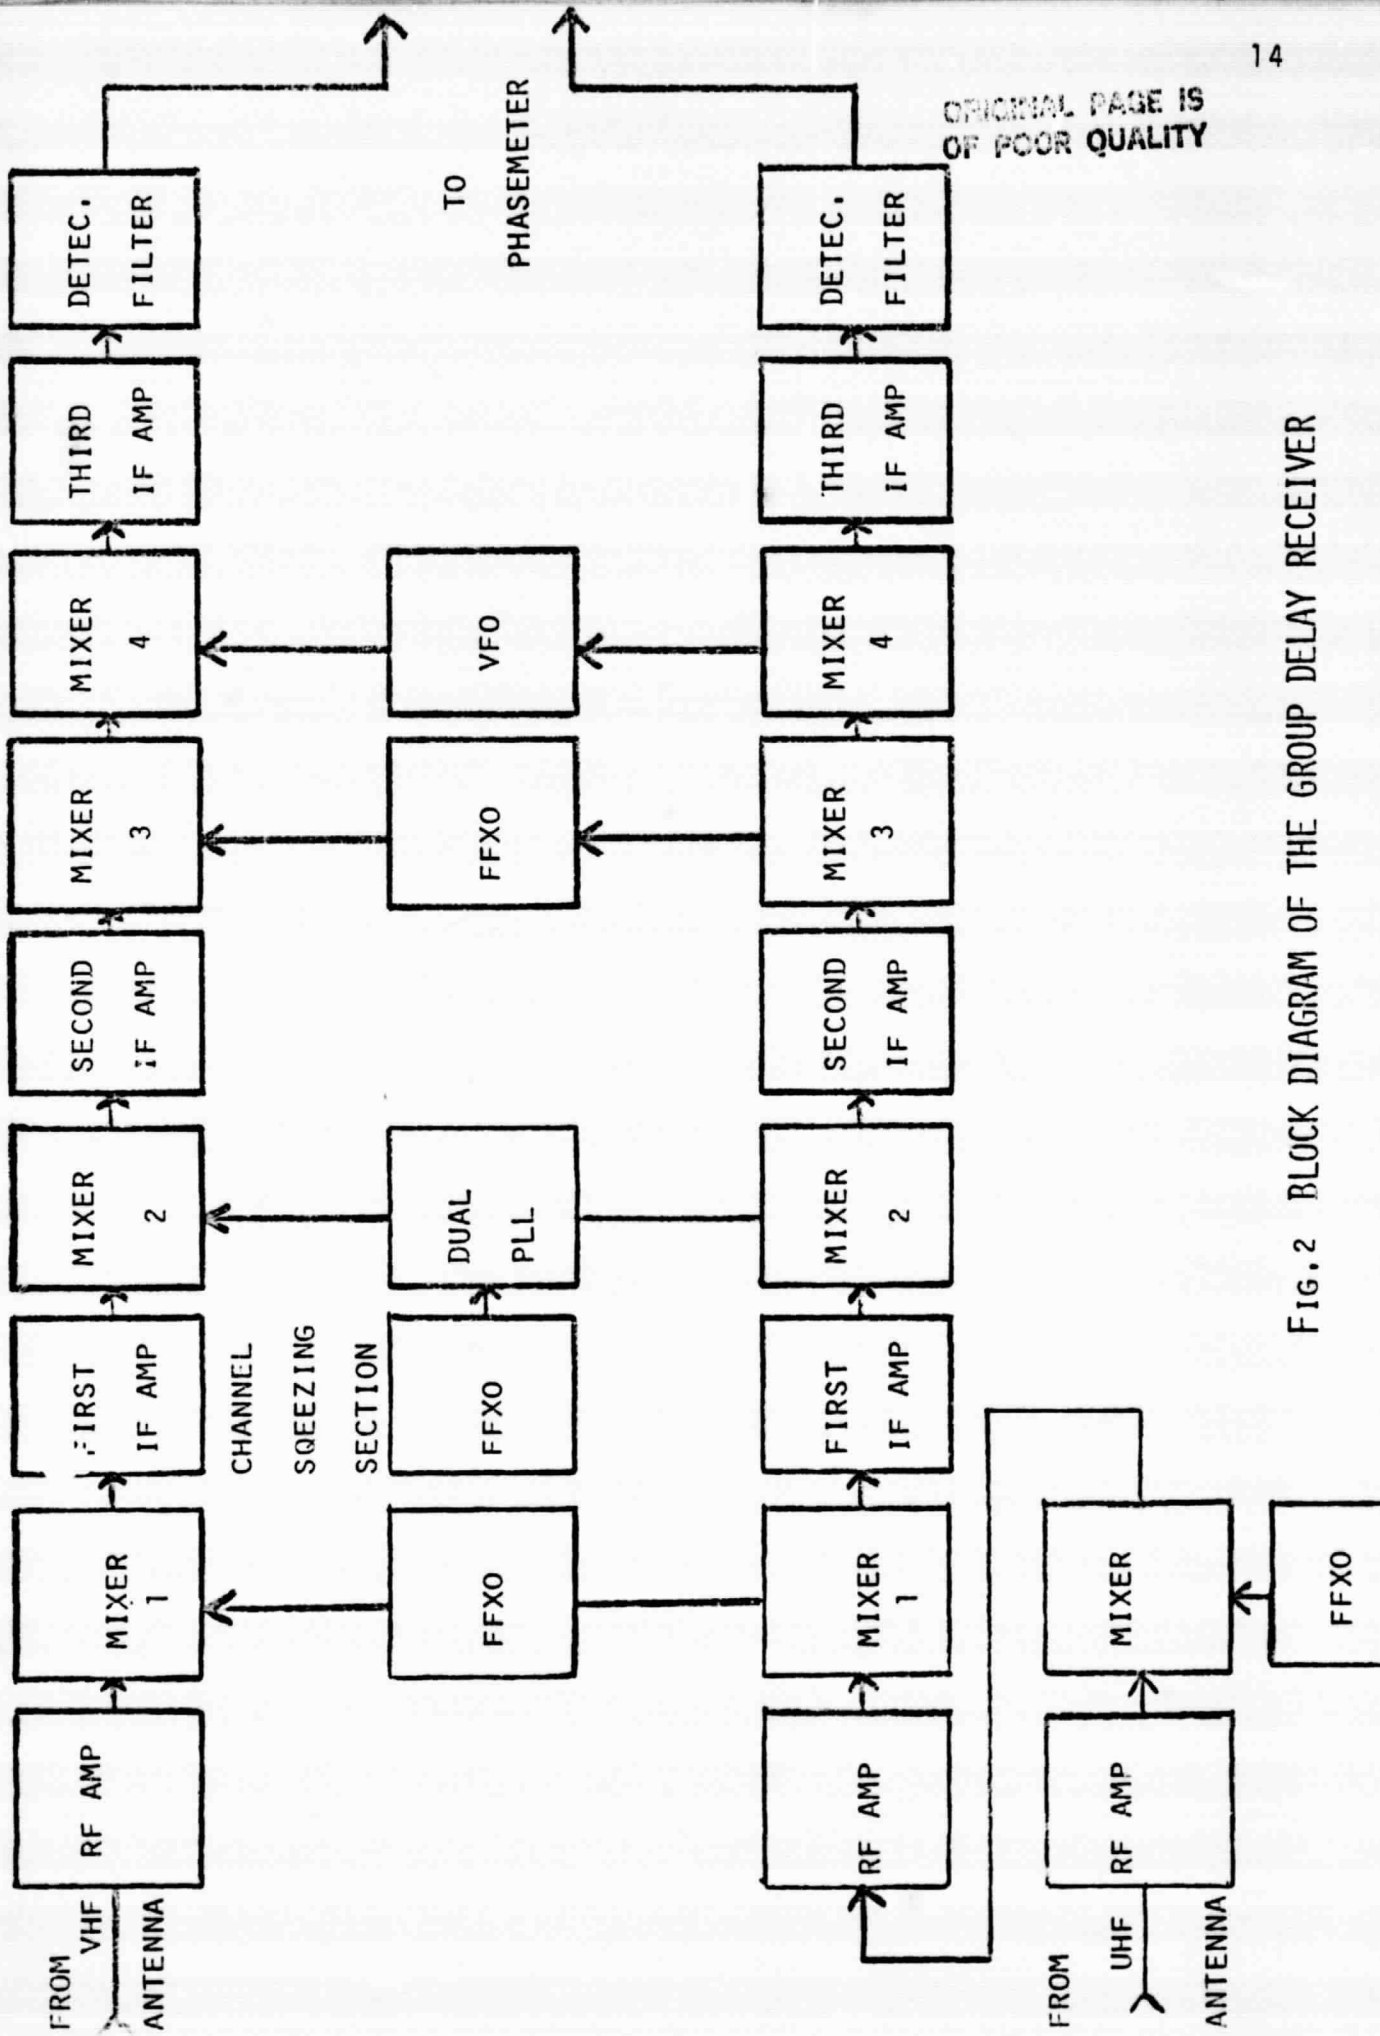 14
ORIGINAL PAGE IS
OF POOR QUALITY
FROM
VHF
ANTENNA
RF AMP
MIXER
1
FIRST
IF AMP
MIXER
2
SECOND
IF AMP
MIXER
3
MIXER
4
THIRD
IF AMP
DETEC.
FILTER
CHANNEL
SQEEZING
SECTION
FFXO
FFXO
DUAL
PLL
FFXO
VFO
TO
PHASEMETER
RF AMP
MIXER
1
FIRST
IF AMP
MIXER
2
SECOND
IF AMP
MIXER
3
MIXER
4
THIRD
IF AMP
DETEC.
FILTER
FROM
UHF
ANTENNA
RF AMP
MIXER
FFXO
FIG.2 BLOCK DIAGRAM OF THE GROUP DELAY RECEIVER